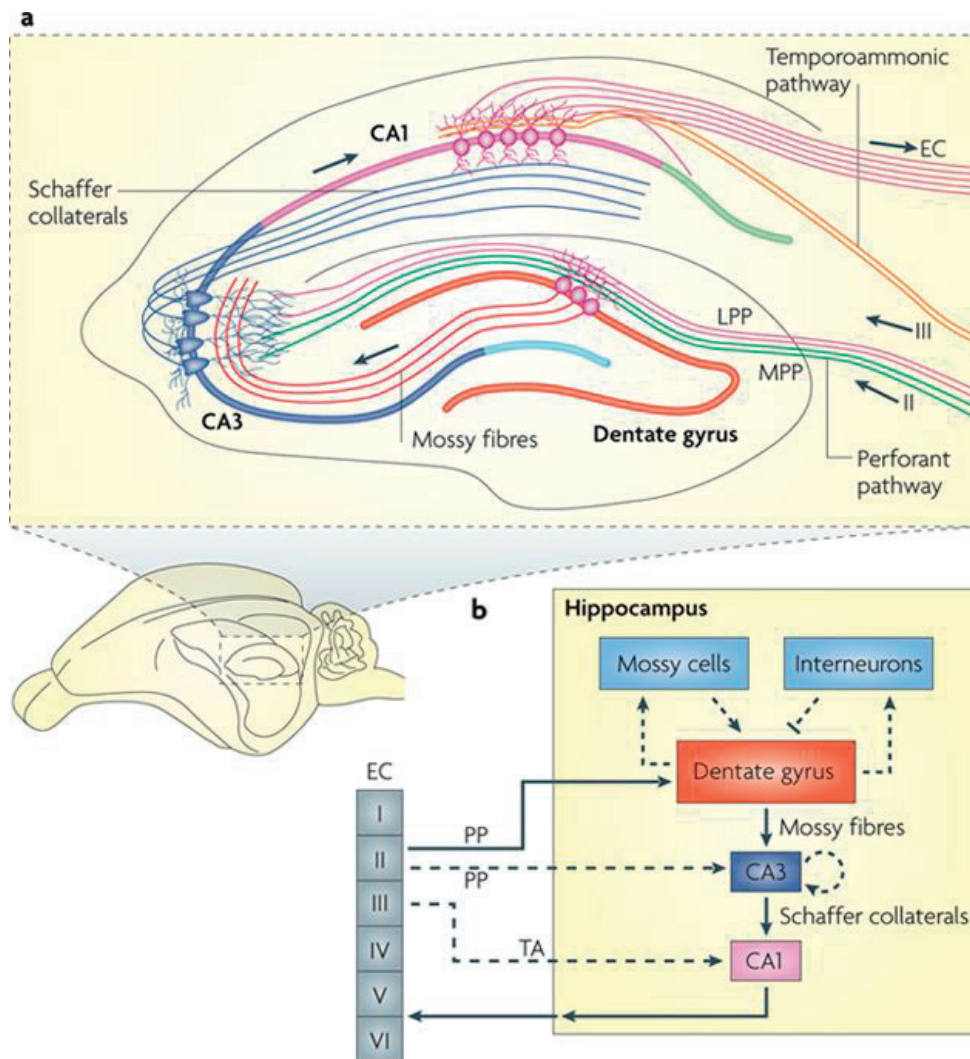 a
Temporoammonic
pathway
CA1
EC
Schaffer
collaterals
LPP
III
MPP
II
CA3
Mossy fibres
Dentate gyrus
Perforant
pathway
b
Hippocampus
Mossy cells
Interneurons
EC
Dentate gyrus
I
PP
Mossy fibres
II
CA3
PP
III
Schaffer collaterals
IV
TA
CA1
V
VI